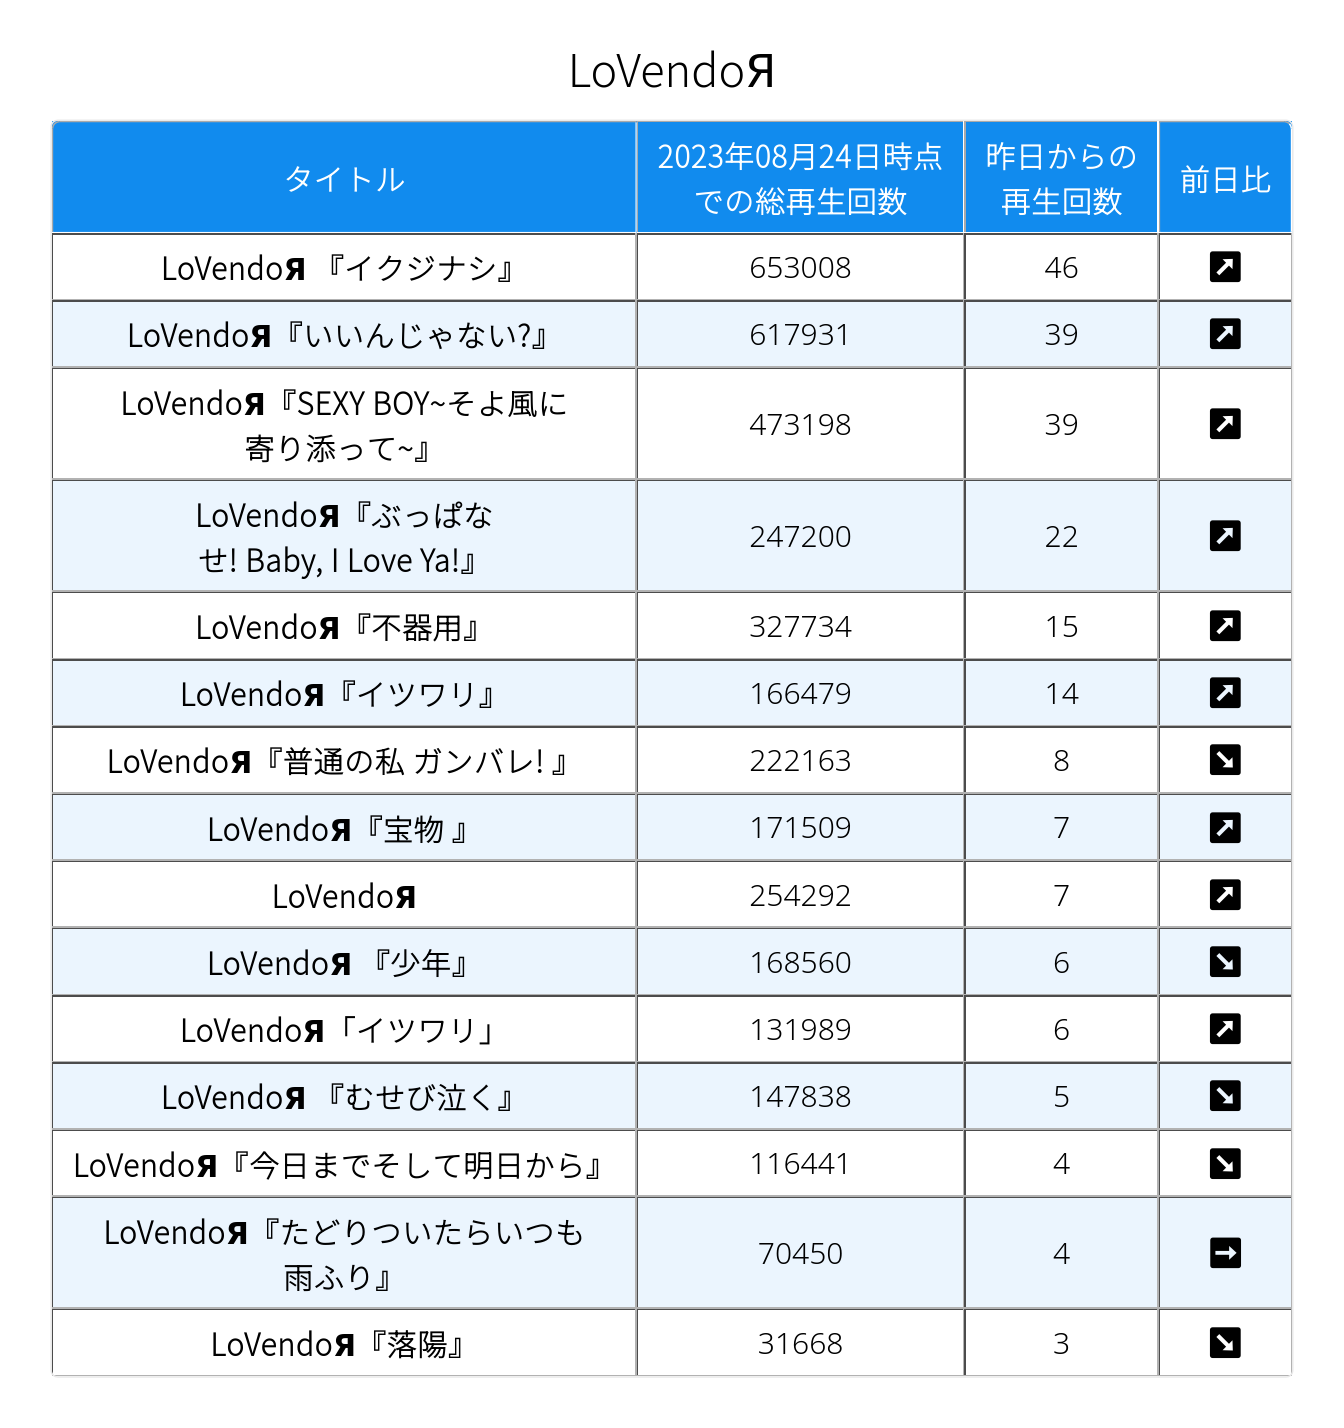 LoVendoЯ
タイトル
2023年08月24日時点
での総再生回数
昨日からの
再生回数
前日比
LoVendoЯ 『イクジナシ』
653008
46
LoVendoЯ『いいんじゃない?』
617931
39
LoVendoЯ『SEXY BOY~そよ風に
寄り添って~』
473198
39
LoVendoЯ『ぶっぱな
せ! Baby, I Love Ya!』
247200
22
LoVendoЯ『不器用』
327734
15
LoVendoЯ『イツワリ』
166479
14
LoVendoЯ『普通の私 ガンバレ! 』
222163
8
LoVendoЯ『宝物 』
171509
7
LoVendoЯ
254292
7
LoVendoЯ 『少年』
168560
6
LoVendoЯ「イツワリ」
131989
6
LoVendoЯ 『むせび泣く』
147838
5
LoVendoЯ『今日までそして明日から』
116441
4
LoVendoЯ『たどりついたらいつも
雨ふり』
70450
4
LoVendoЯ『落陽』
31668
3